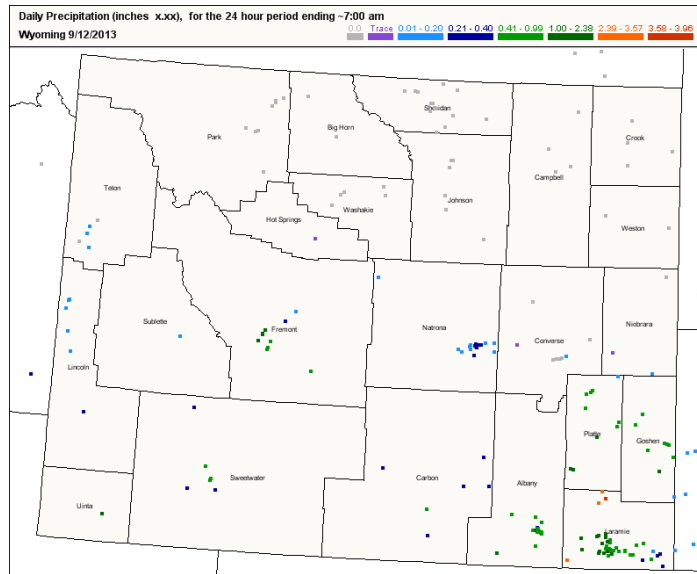 Daily Precipitation (inches x.xx), for the 24 hour period ending ~7:00 am
Wyoming 9/12/2013
0.0 Trace 0.01 - 0.20 0.21 - 0.40 0.41 - 0.99 1.00 - 2.38 2.39 - 3.57 3.58 - 3.96
Sheridan
Park
Big Horn
Crook
Campbell
Teton
Johnson
Washakie
Hot Springs
Weston
Sublette
Fremont
Natrona
Converse
Niobrara
Lincoln
Platte
Goshen
Sweetwater
Carbon
Albany
Uinta
Laramie